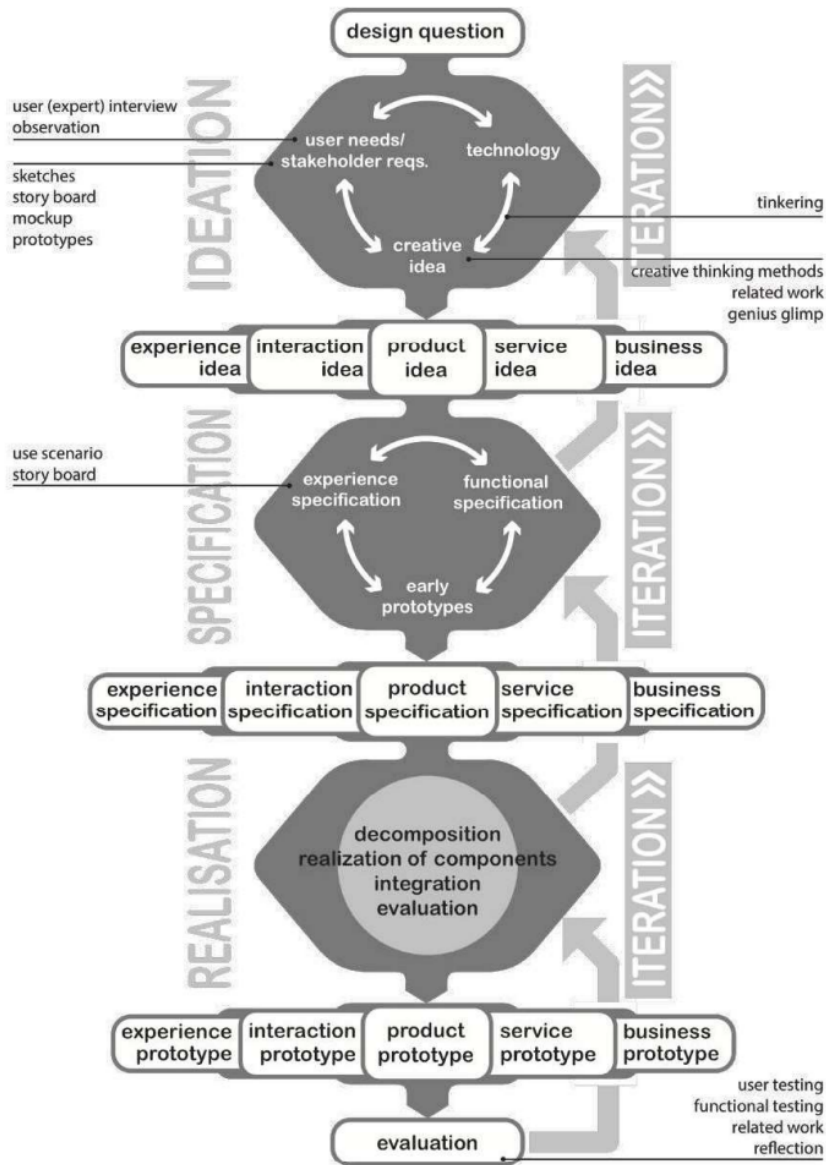 design question
IDEATION
user (expert) interview
observation
sketches
story board
mockup
prototypes
user needs/
stakeholder reqs.
technology
creative
idea
tinkering
creative thinking methods
related work
genius glimp
ITERATION >>
experience
idea
interaction
idea
product
idea
service
idea
business
idea
SPECIFICATION
use scenario
story board
experience
specification
functional
specification
early
prototypes
ITERATION >>
experience
specification
interaction
specification
product
specification
service
specification
business
specification
REALISATION
decomposition
realization of components
integration
evaluation
ITERATION >>
experience
prototype
interaction
prototype
product
prototype
service
prototype
business
prototype
evaluation
user testing
functional testing
related work
reflection